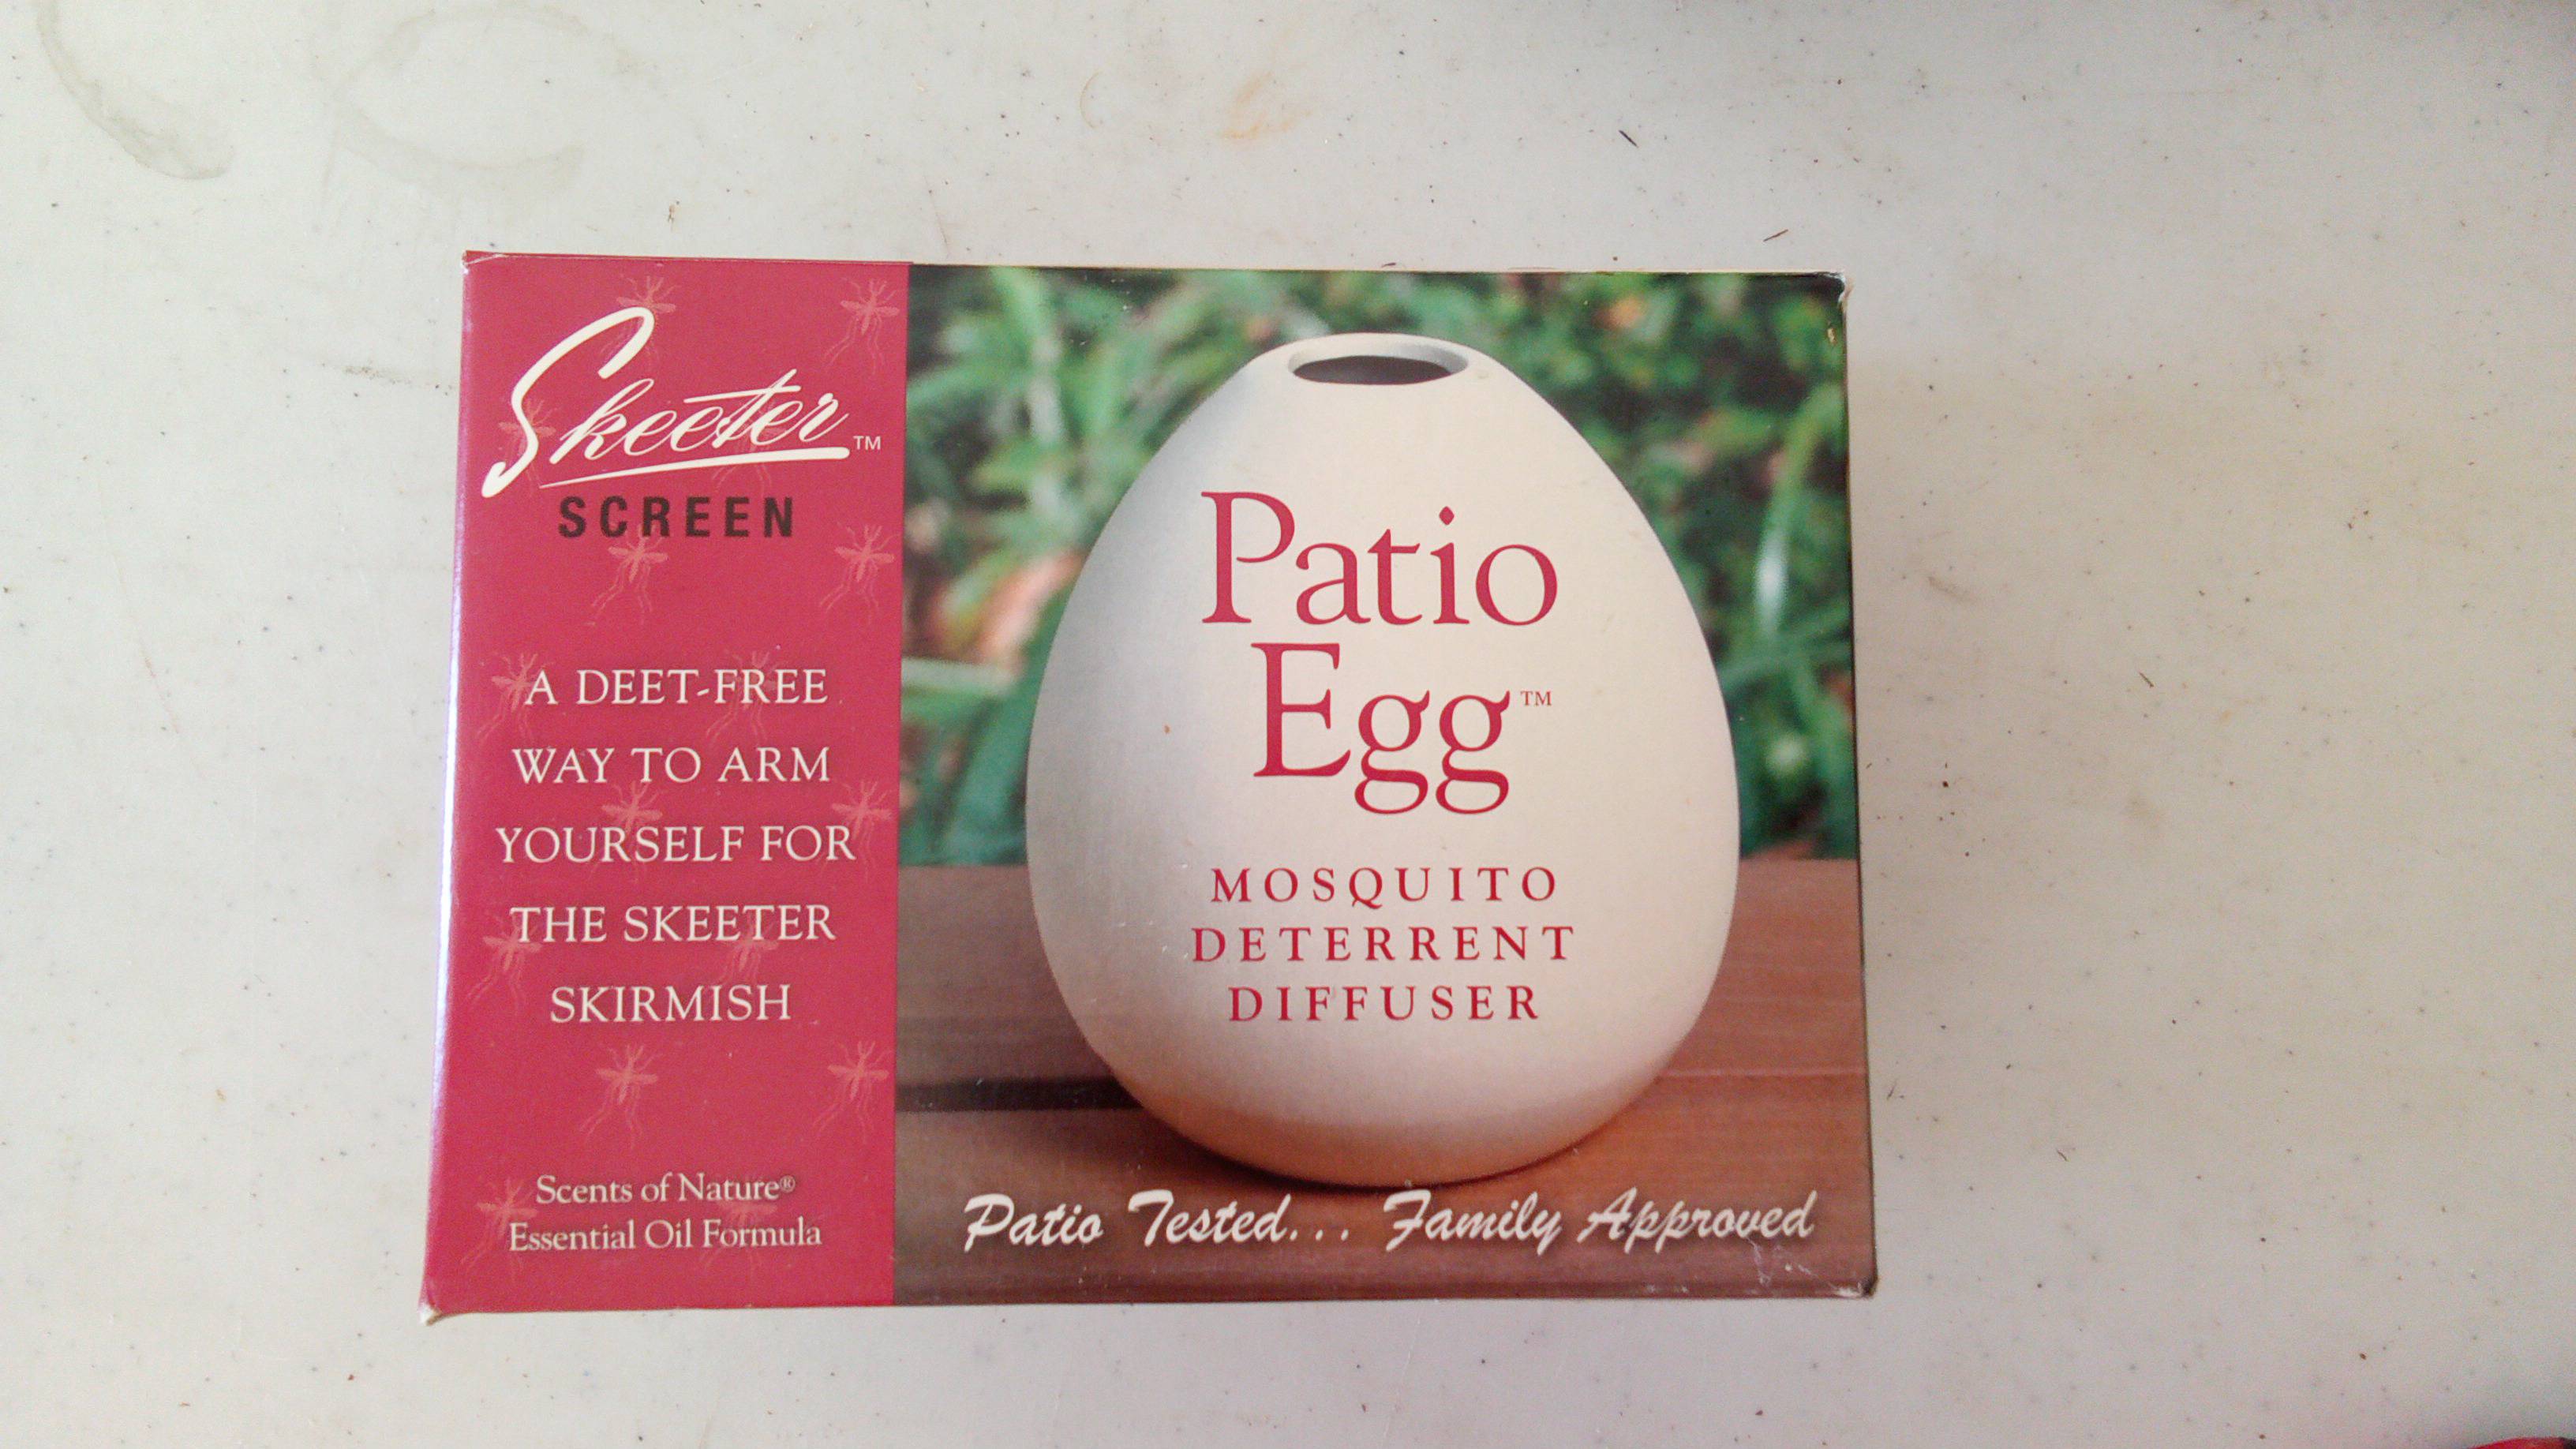 Skeeter™
SCREEN
A DEET-FREE
WAY TO ARM
YOURSELF FOR
THE SKEETER
SKIRMISH
Scents of Nature®
Essential Oil Formula
Patio
Egg™
MOSQUITO
DETERRENT
DIFFUSER
Patio Tested... Family Approved